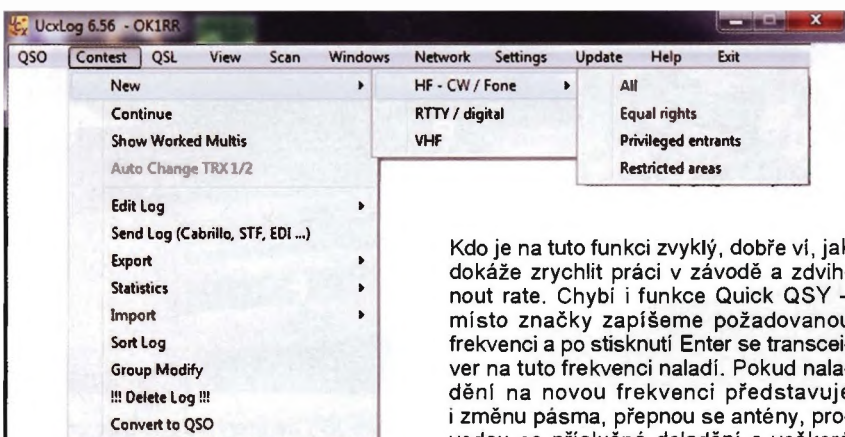 UcxLog 6.56 - OK1RR
QSO Contest QSL View Scan Windows Network Settings Update Help Exit
New
Continue
Show Worked Multis
Auto Change TRX 1/2
Edit Log
Send Log (Cabrillo, STF, EDI ...)
Export
Statistics
Import
Sort Log
Group Modify
!!! Delete Log !!!
Convert to QSO
HF - CW / Fone
RTTY / digital
VHF
All
Equal rights
Privileged entrants
Restricted areas
Kdo je na tuto funkci zvyklý, dobře ví, jak
dokáže zrychlit práci v závodě a zdvih-
nout rate. Chybí i funkce Quick QSY -
místo značky zapíšeme požadovanou
frekvenci a po stisknutí Enter se transcei-
ver na tuto frekvenci naladí. Pokud nala-
dění na novou frekvenci představuje
i změnu pásma, přepnou se antény, pro-